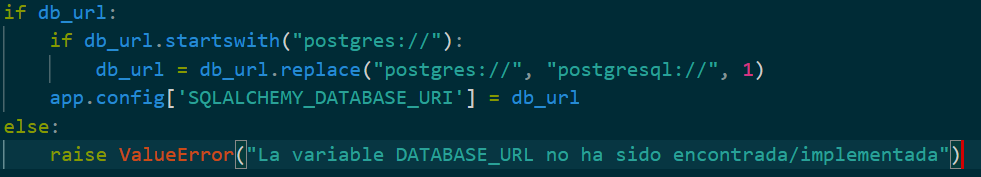 if db_url:
    if db_url.startswith("postgres://"):
        db_url = db_url.replace("postgres://", "postgresql://", 1)
    app.config['SQLALCHEMY_DATABASE_URI'] = db_url
else:
    raise ValueError("La variable DATABASE_URL no ha sido encontrada/implementada")